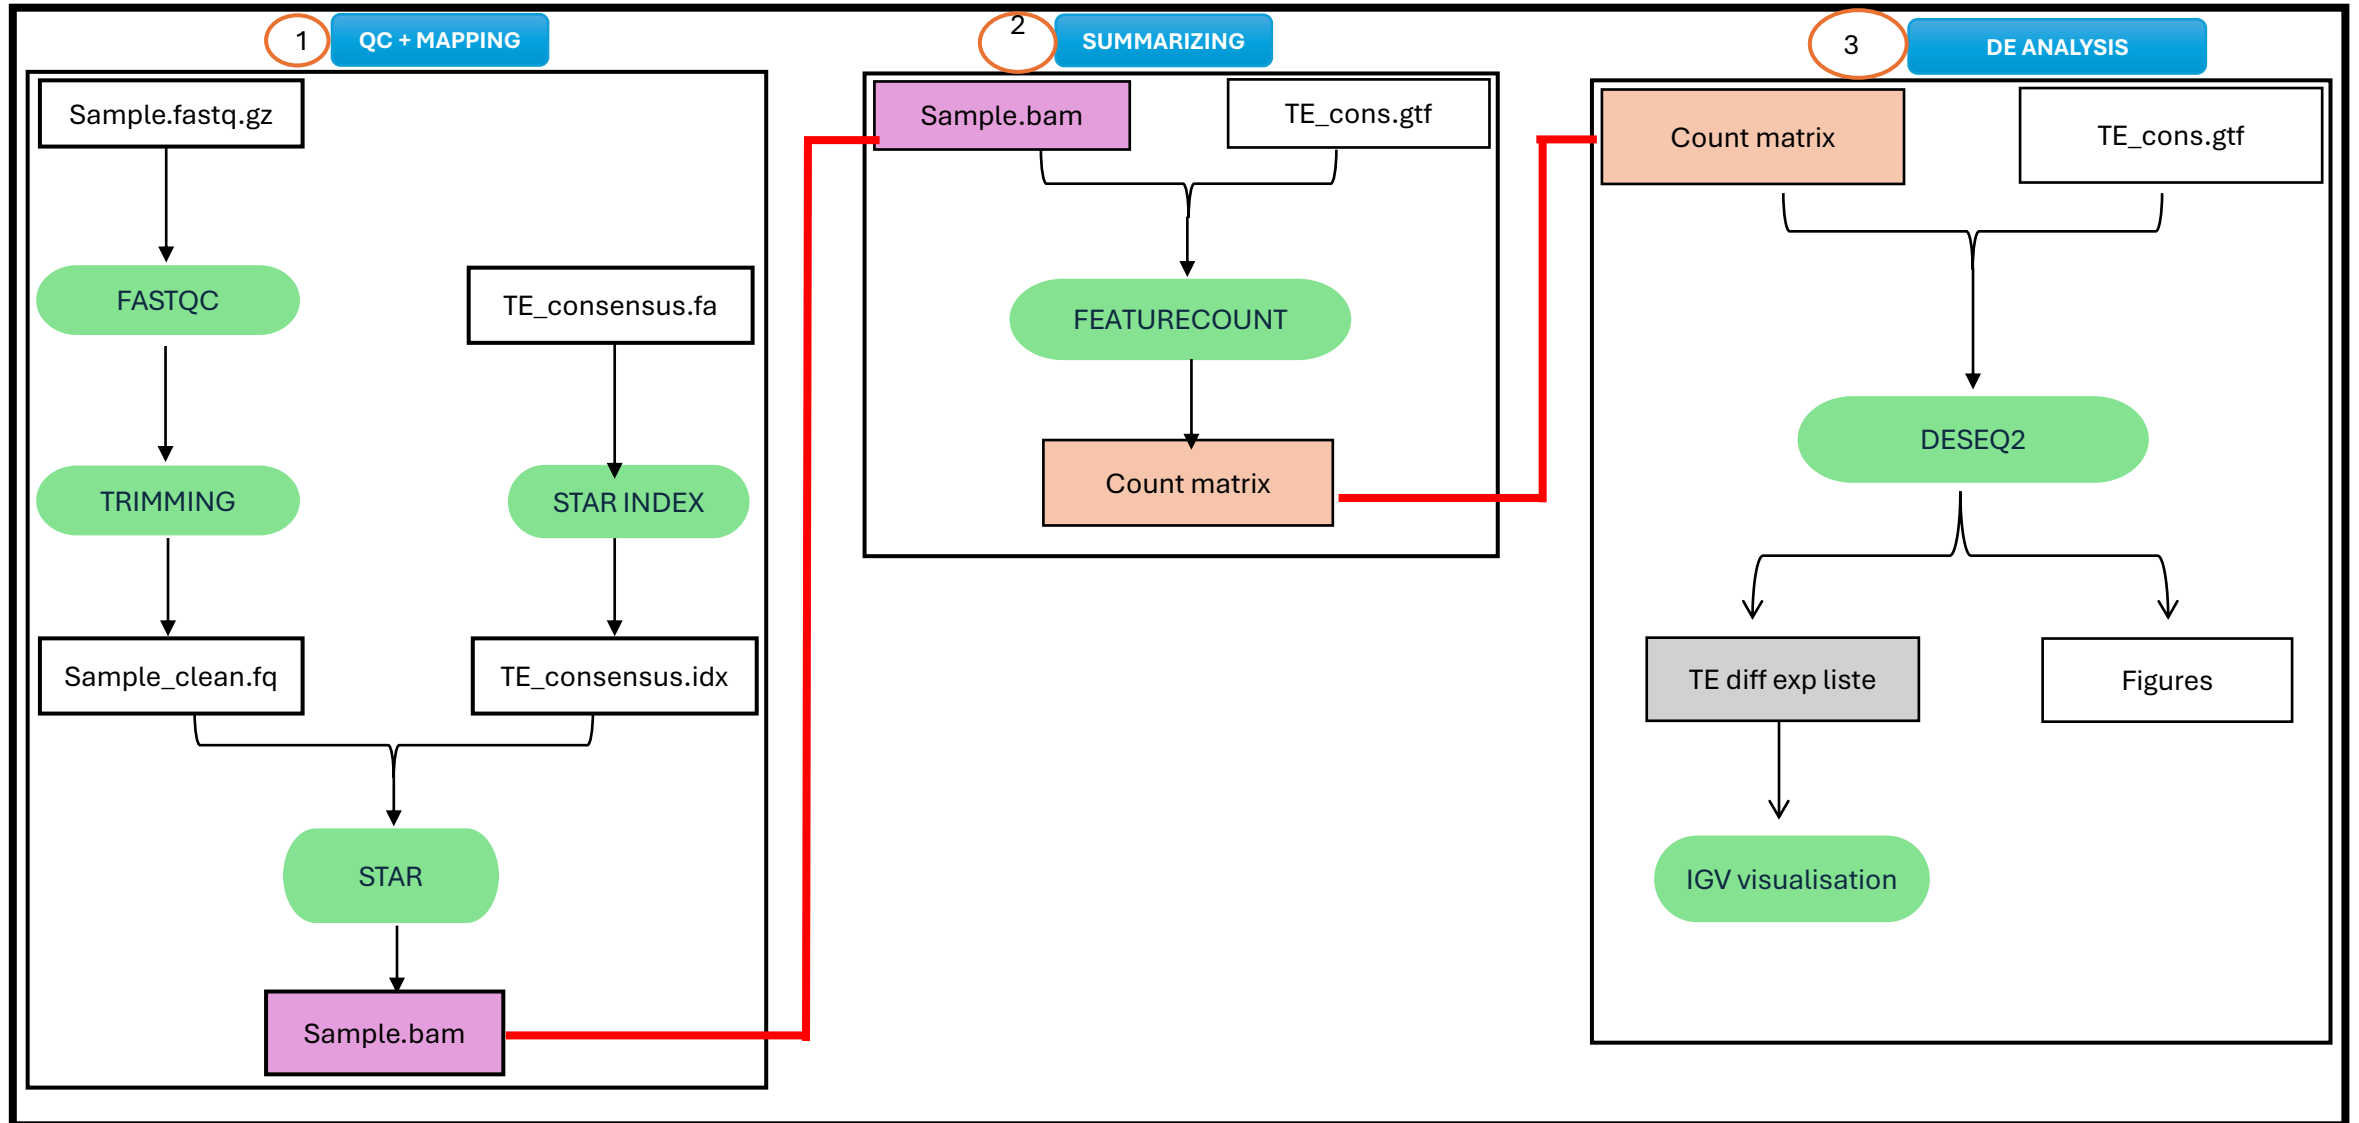 1
QC + MAPPING
Sample.fastq.gz
FASTQC
TE_consensus.fa
TRIMMING
STAR INDEX
Sample_clean.fq
TE_consensus.idx
STAR
Sample.bam
2
SUMMARIZING
Sample.bam
TE_cons.gtf
FEATURECOUNT
Count matrix
3
DE ANALYSIS
Count matrix
TE_cons.gtf
DESEQ2
TE diff exp liste
Figures
IGV visualisation